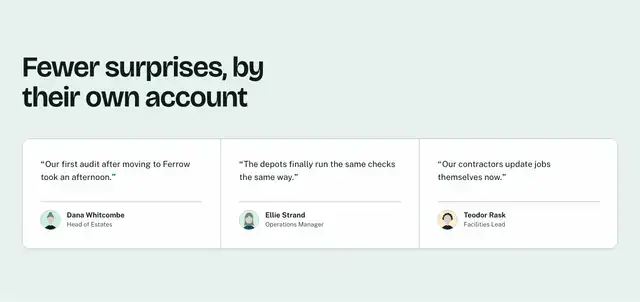 Fewer surprises, by
their own account
“Our first audit after moving to Ferrow
took an afternoon.”
Dana Whitcombe
Head of Estates
“The depots finally run the same checks
the same way.”
Ellie Strand
Operations Manager
“Our contractors update jobs
themselves now.”
Teodor Rask
Facilities Lead